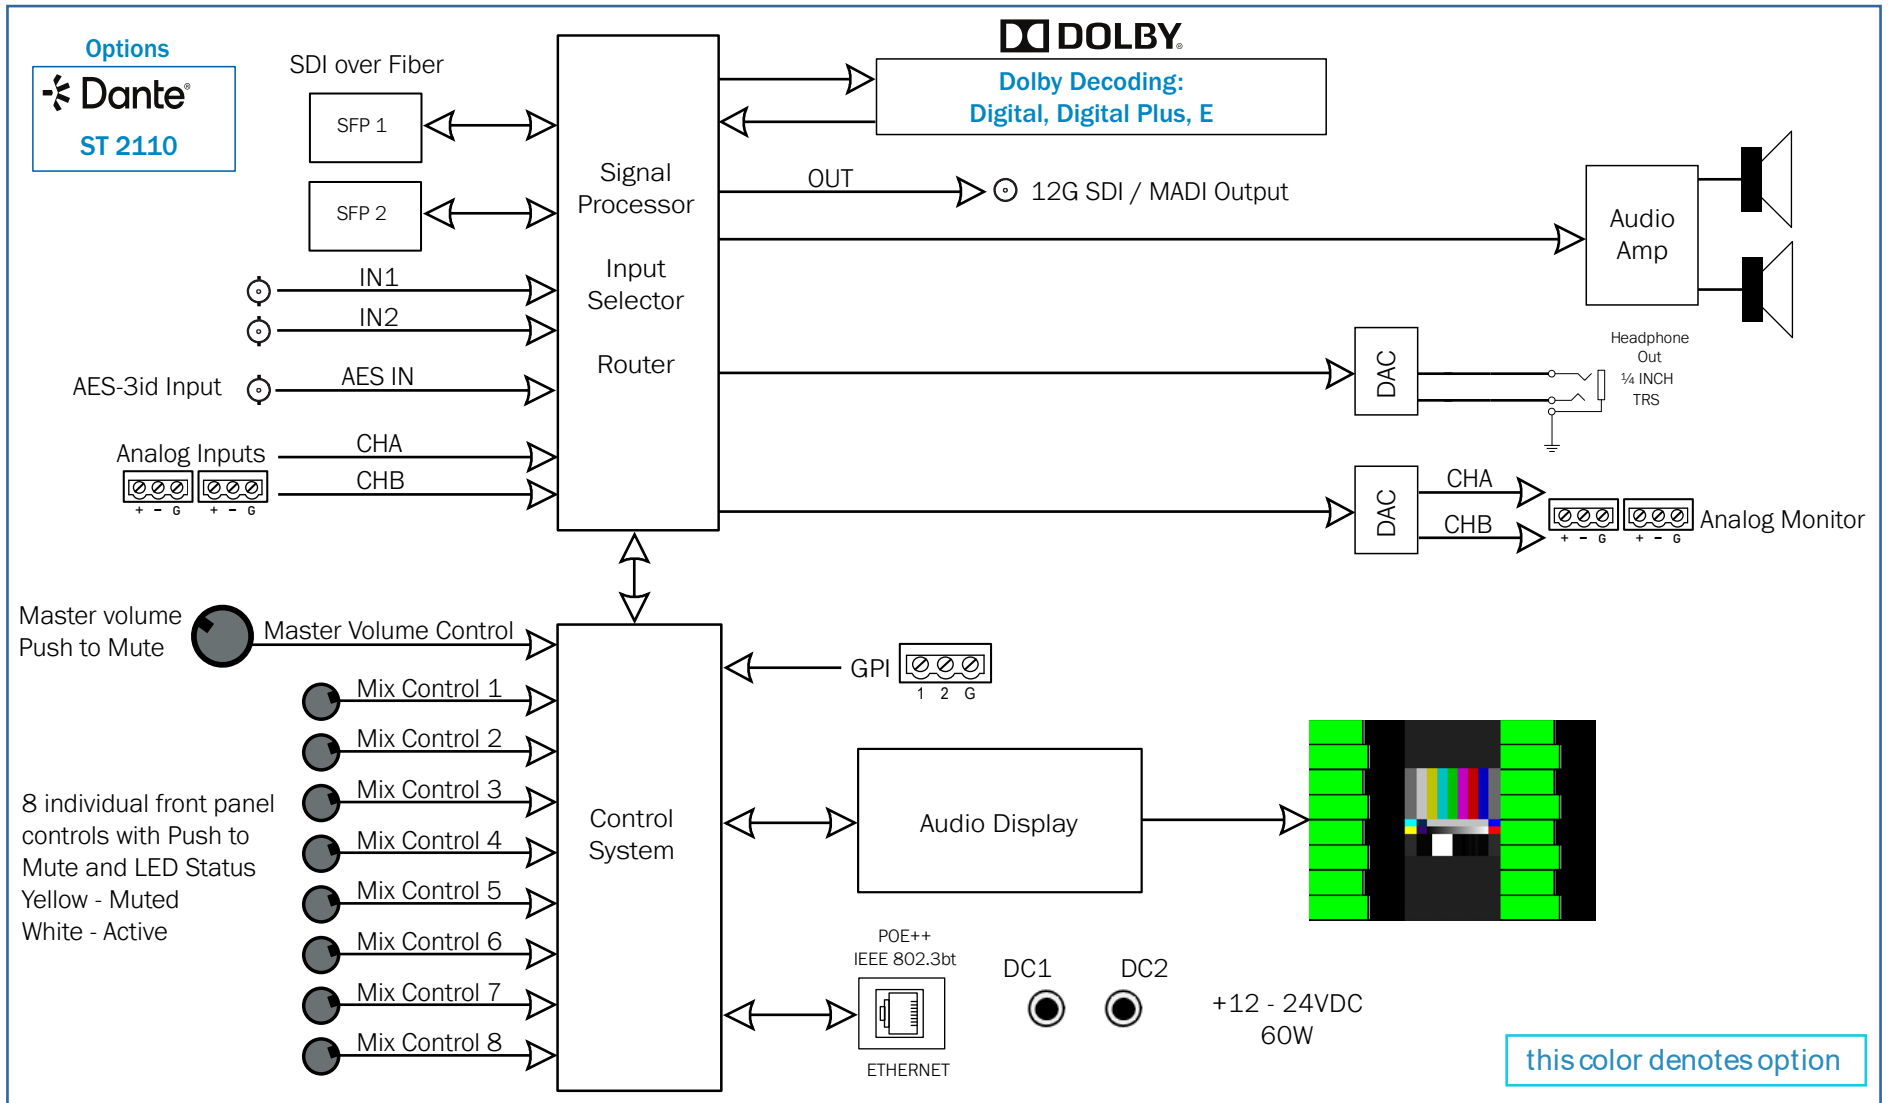 Options
Dante®
ST 2110
SDI over Fiber
SFP 1
SFP 2
IN1
IN2
AES-3id Input
AES IN
Analog Inputs
CHA
CHB
+ - G + - G
Signal
Processor
Input
Selector
Router
DOLBY®
Dolby Decoding:
Digital, Digital Plus, E
OUT
12G SDI / MADI Output
Audio
Amp
DAC
Headphone
Out
¼ INCH
TRS
DAC
CHA
CHB
+ - G + - G
Analog Monitor
Master volume
Push to Mute
Master Volume Control
Mix Control 1
Mix Control 2
Mix Control 3
Mix Control 4
Mix Control 5
Mix Control 6
Mix Control 7
Mix Control 8
8 individual front panel
controls with Push to
Mute and LED Status
Yellow - Muted
White - Active
Control
System
GPI
1 2 G
Audio Display
POE++
IEEE 802.3bt
ETHERNET
DC1
DC2
+12 - 24VDC
60W
this color denotes option